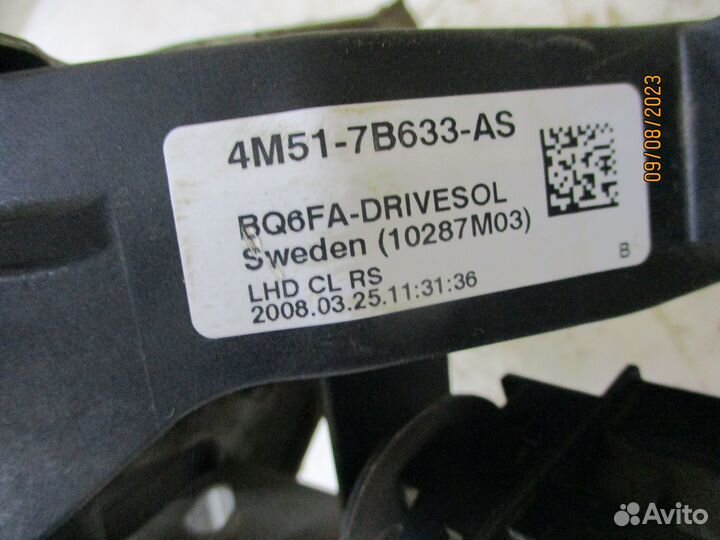 4M51-7B633-AS
BQ6FA-DRIVESOL
Sweden (10287M03)
LHD CL RS
2008.03.25.11:31:36
B
09/08/2023
Avito